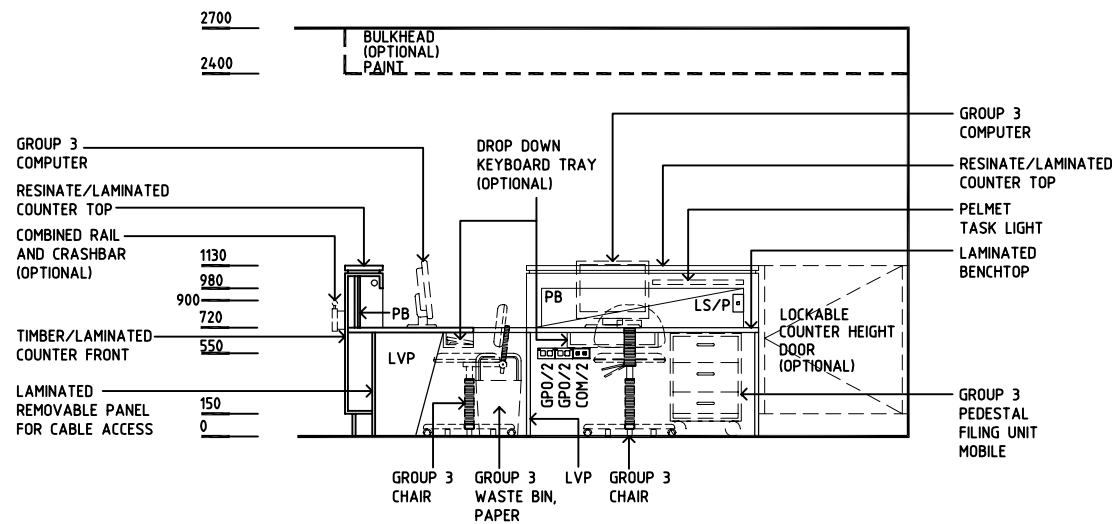 2700
BULKHEAD
(OPTIONAL)
PAINT
2400
GROUP 3
COMPUTER
RESINATE/LAMINATED
COUNTER TOP
COMBINED RAIL
AND CRASHBAR
(OPTIONAL)
TIMBER/LAMINATED
COUNTER FRONT
LAMINATED
REMOVABLE PANEL
FOR CABLE ACCESS
1130
980
900
720
550
150
0
DROP DOWN
KEYBOARD TRAY
(OPTIONAL)
PB
LVP
PB
LS/P
GPO/2
GPO/2
COM/2
LOCKABLE
COUNTER HEIGHT
DOOR
(OPTIONAL)
GROUP 3
COMPUTER
RESINATE/LAMINATED
COUNTER TOP
PELMET
TASK LIGHT
LAMINATED
BENCHTOP
GROUP 3
PEDESTAL
FILING UNIT
MOBILE
GROUP 3
CHAIR
GROUP 3
WASTE BIN,
PAPER
LVP
GROUP 3
CHAIR